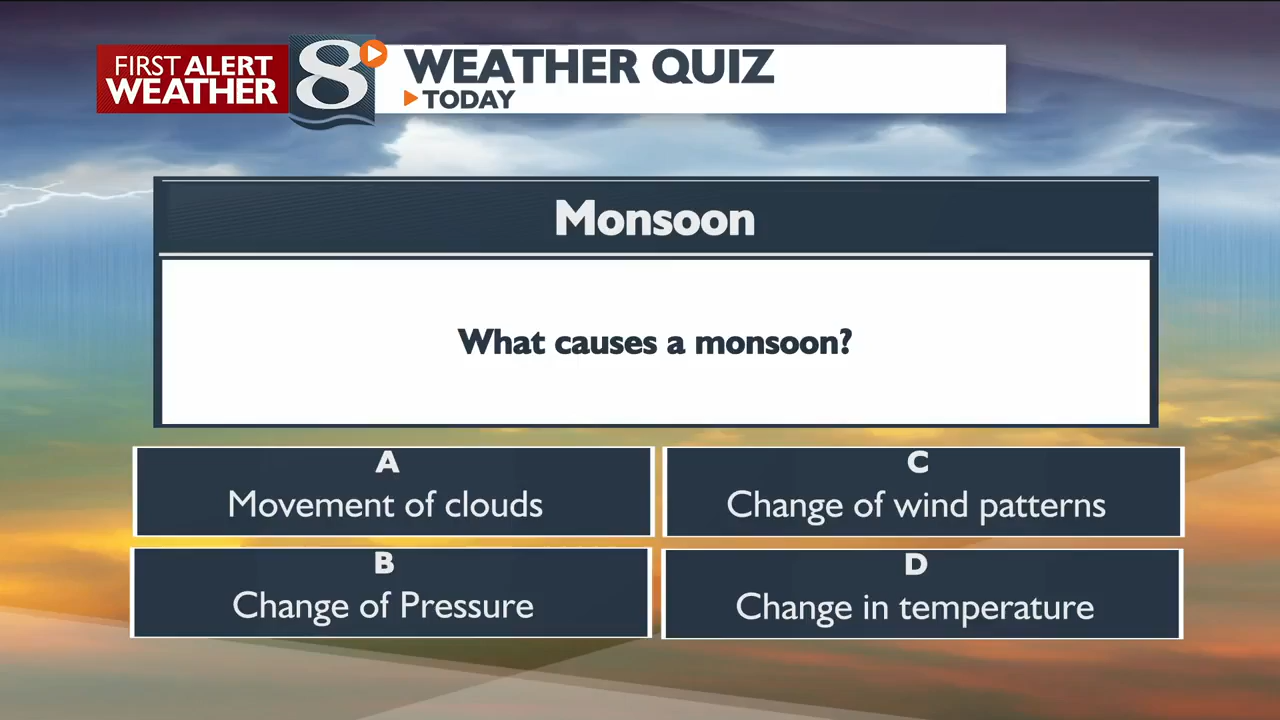 FIRST ALERT
WEATHER
8
WEATHER QUIZ
TODAY
Monsoon
What causes a monsoon?
A
Movement of clouds
B
Change of Pressure
C
Change of wind patterns
D
Change in temperature